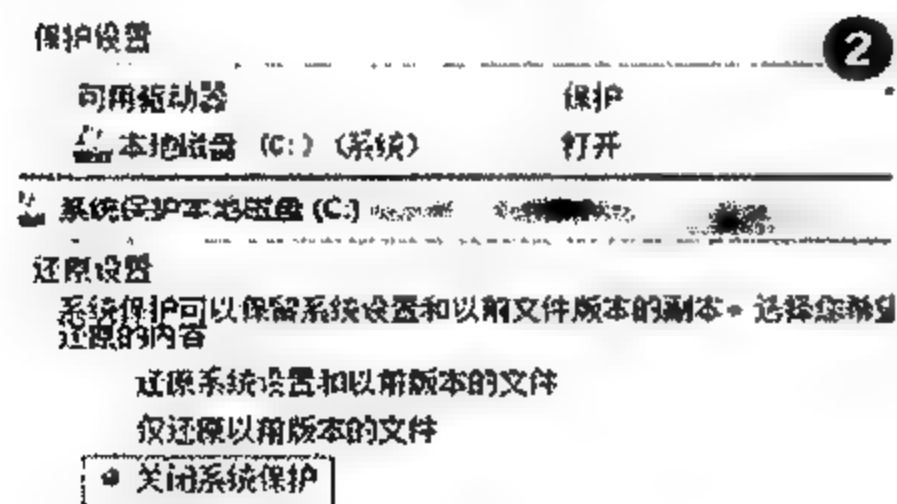 2
保护设置
可用驱动器 保护
本地磁盘 (C:) (系统) 打开
系统保护本地磁盘 (C:)
还原设置
系统保护可以保留系统设置和以前文件版本的副本。选择您希望
还原的内容
还原系统设置和以前版本的文件
仅还原以前版本的文件
关闭系统保护